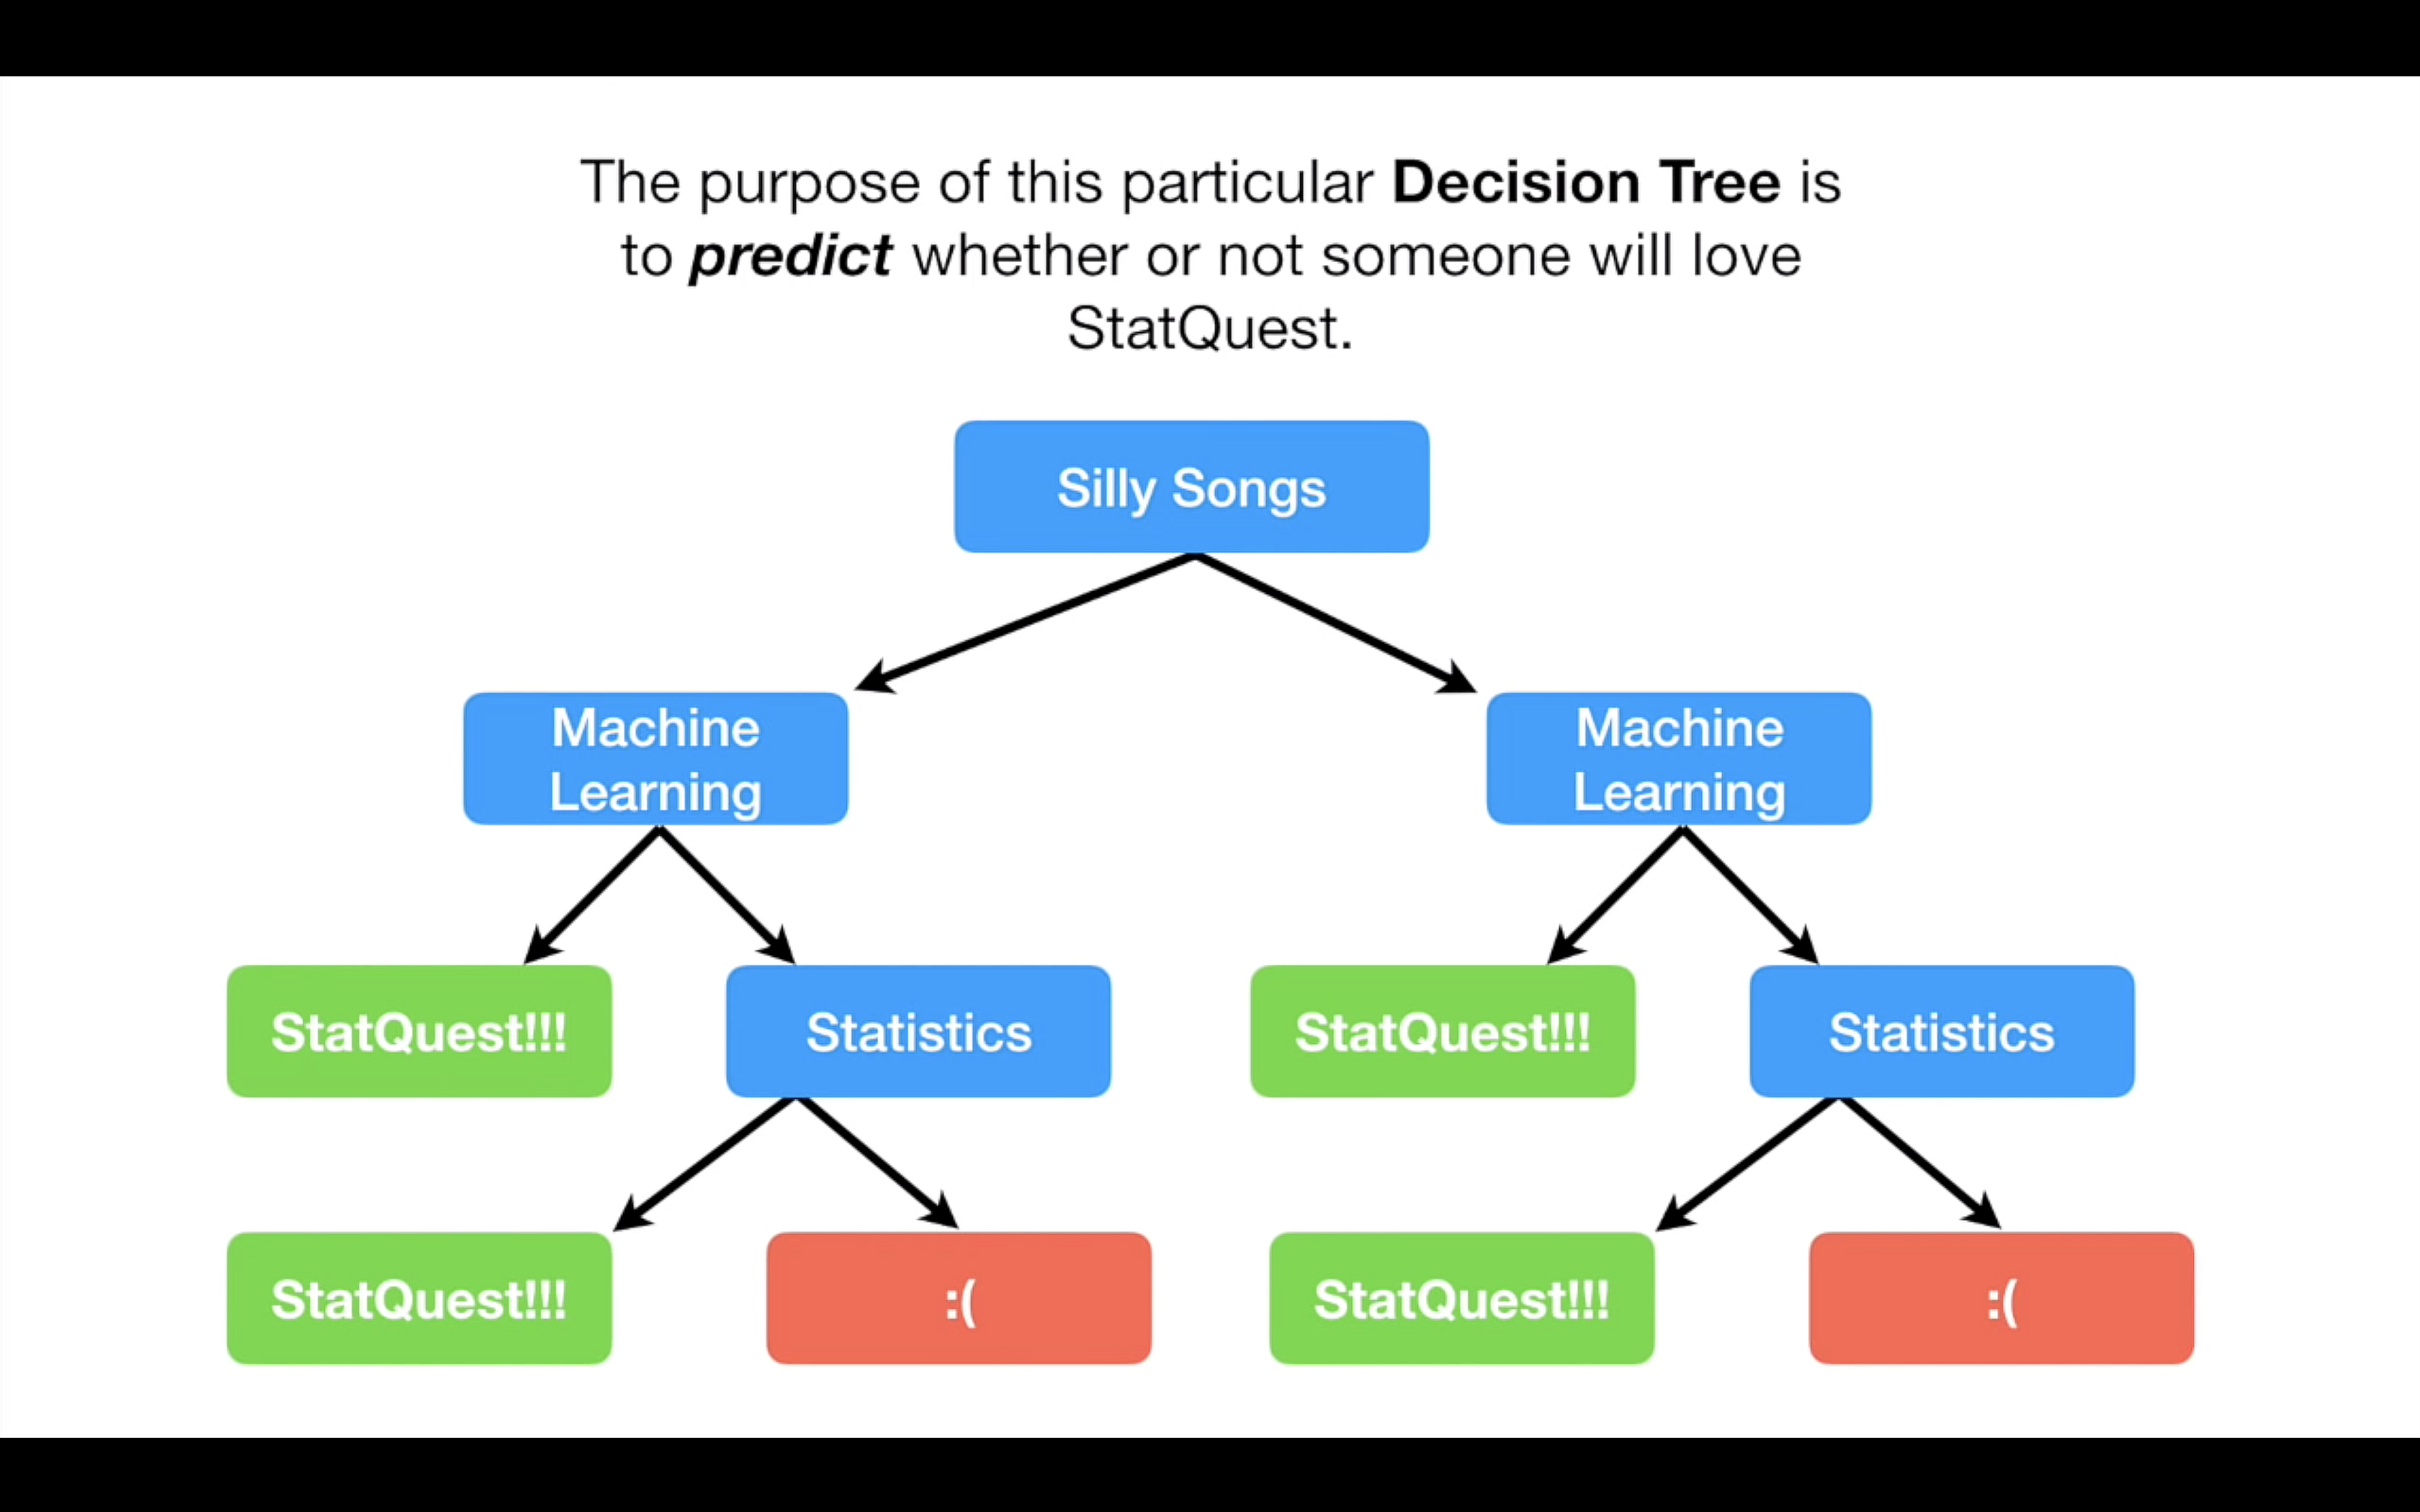 The purpose of this particular Decision Tree is
to predict whether or not someone will love
StatQuest.
Silly Songs
Machine
Learning
Machine
Learning
StatQuest!!!
Statistics
StatQuest!!!
Statistics
StatQuest!!!
:(
StatQuest!!!
:(